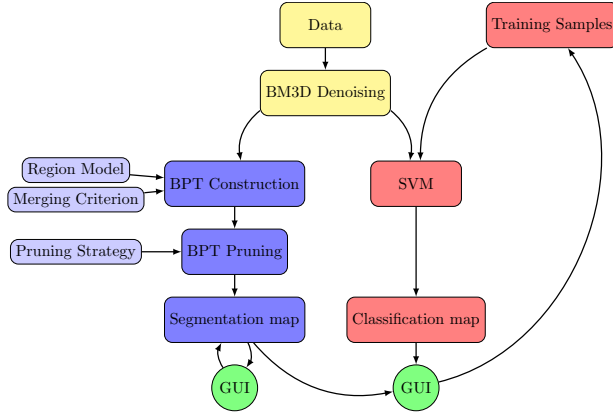 Data
Training Samples
BM3D Denoising
Region Model
BPT Construction
SVM
Merging Criterion
Pruning Strategy
BPT Pruning
Segmentation map
Classification map
GUI
GUI